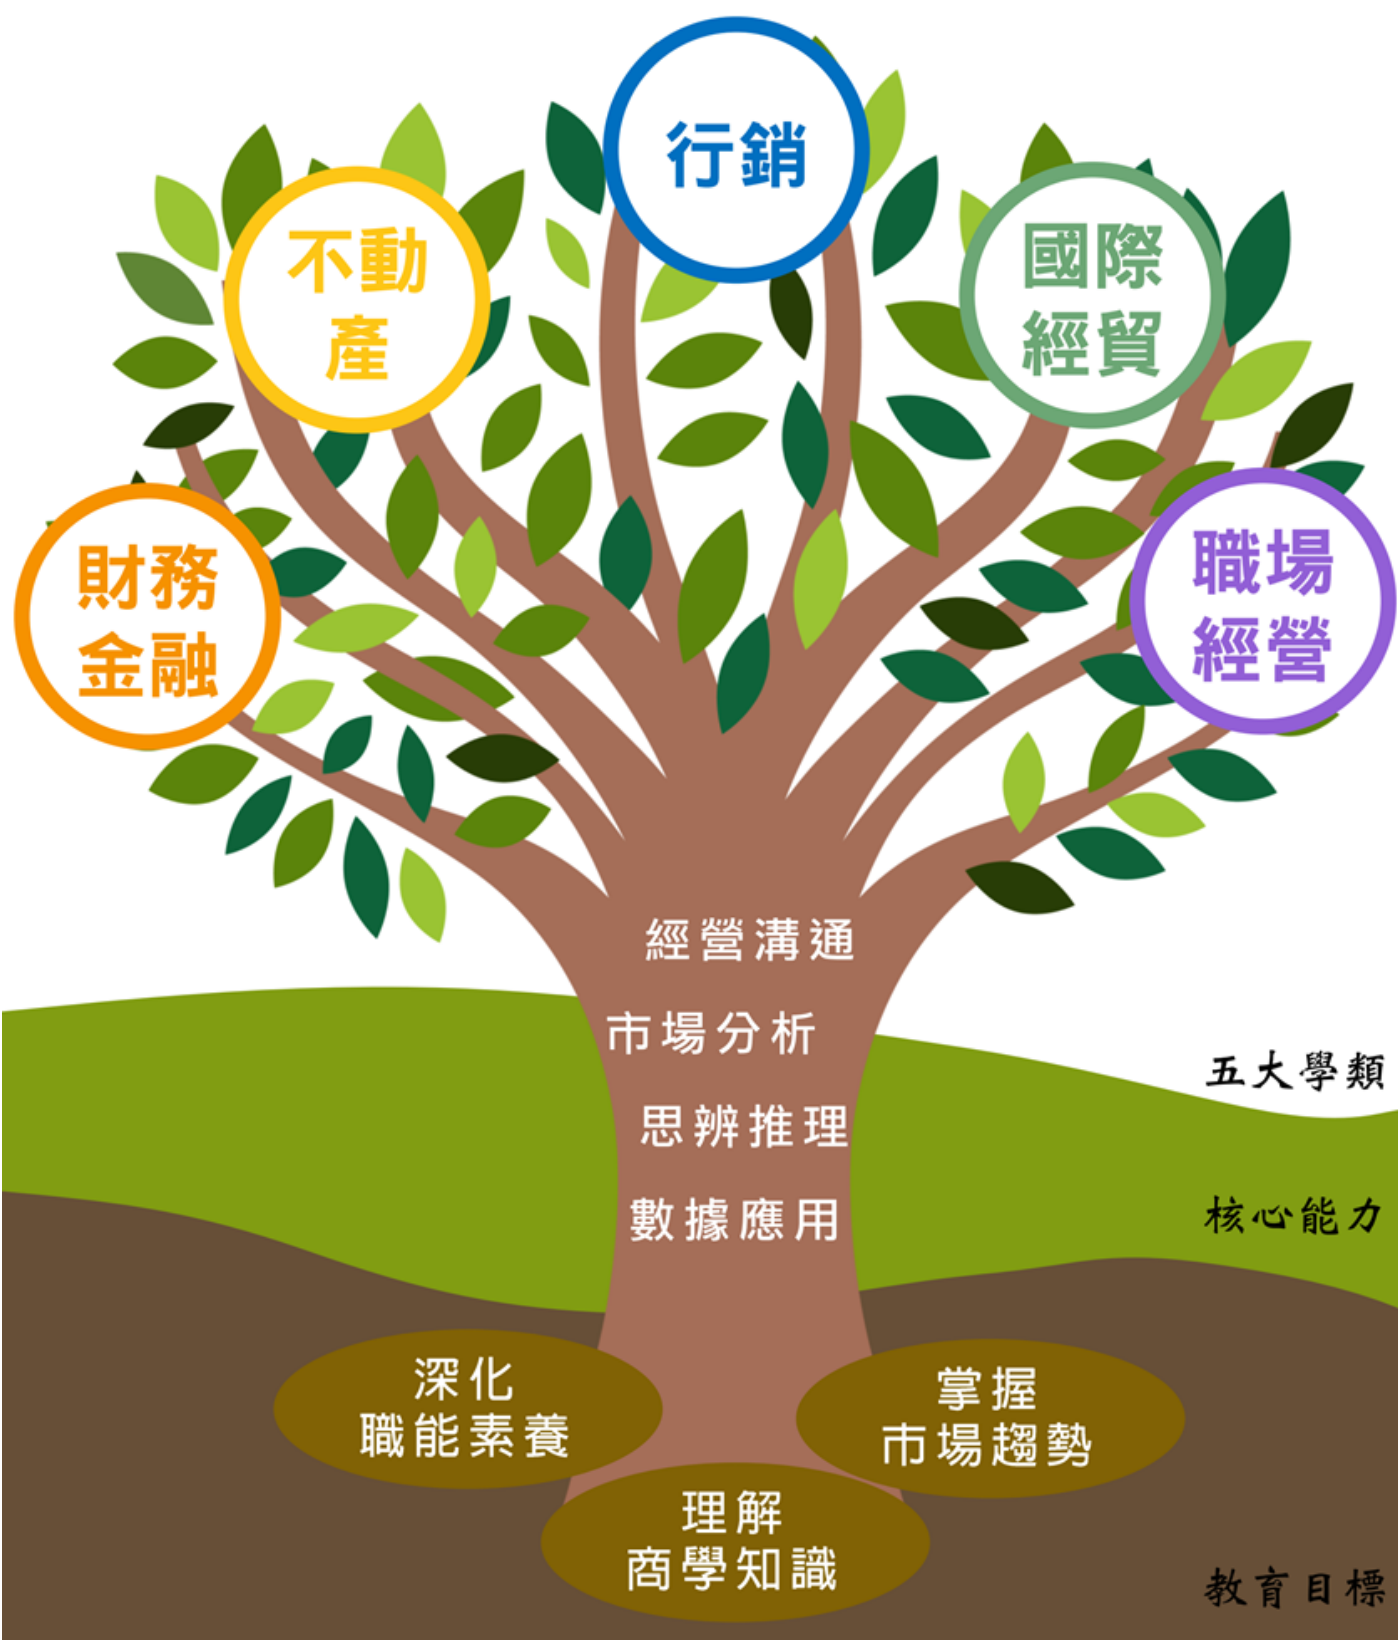 行銷
不動
產
國際
經貿
財務
金融
職場
經營
經營溝通
市場分析
思辨推理
數據應用
五大學類
核心能力
深化
職能素養
掌握
市場趨勢
理解
商學知識
教育目標